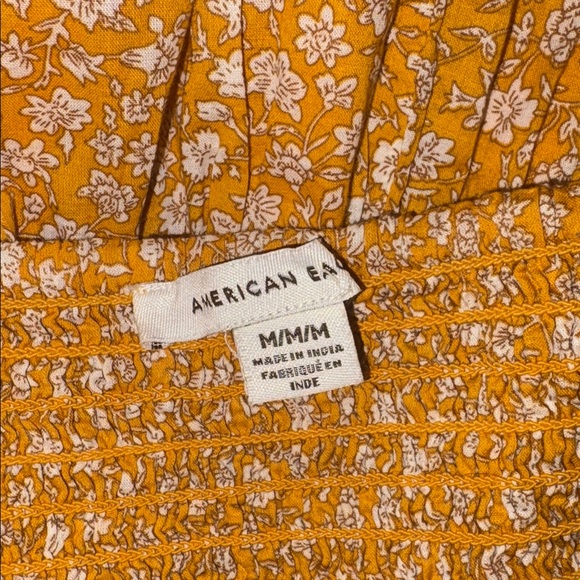 AMERICAN EA
M/M/M
MADE IN INDIA
FABRIQUÉ EN
INDE